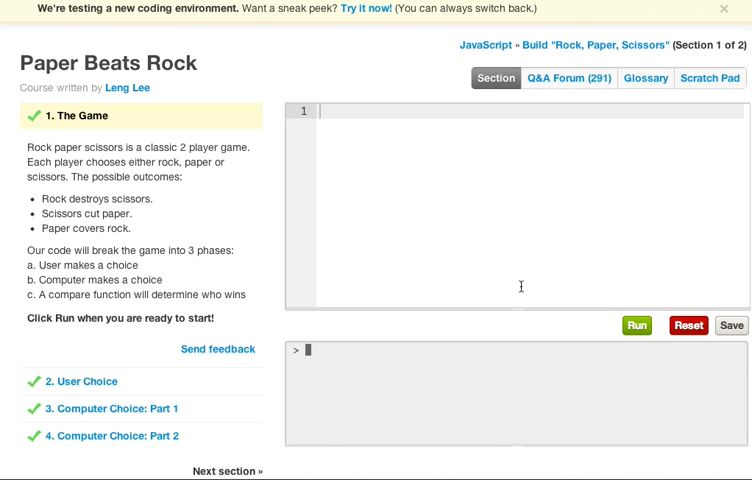 We're testing a new coding environment. Want a sneak peek? Try it now! (You can always switch back.)
JavaScript » Build "Rock, Paper, Scissors" (Section 1 of 2)
Paper Beats Rock
Course written by Leng Lee
Section Q&A Forum (291) Glossary Scratch Pad
1. The Game
Rock paper scissors is a classic 2 player game.
Each player chooses either rock, paper or
scissors. The possible outcomes:
• Rock destroys scissors.
• Scissors cut paper.
• Paper covers rock.
Our code will break the game into 3 phases:
a. User makes a choice
b. Computer makes a choice
c. A compare function will determine who wins
Click Run when you are ready to start!
Send feedback
2. User Choice
3. Computer Choice: Part 1
4. Computer Choice: Part 2
Next section »
1
Run Reset Save
>